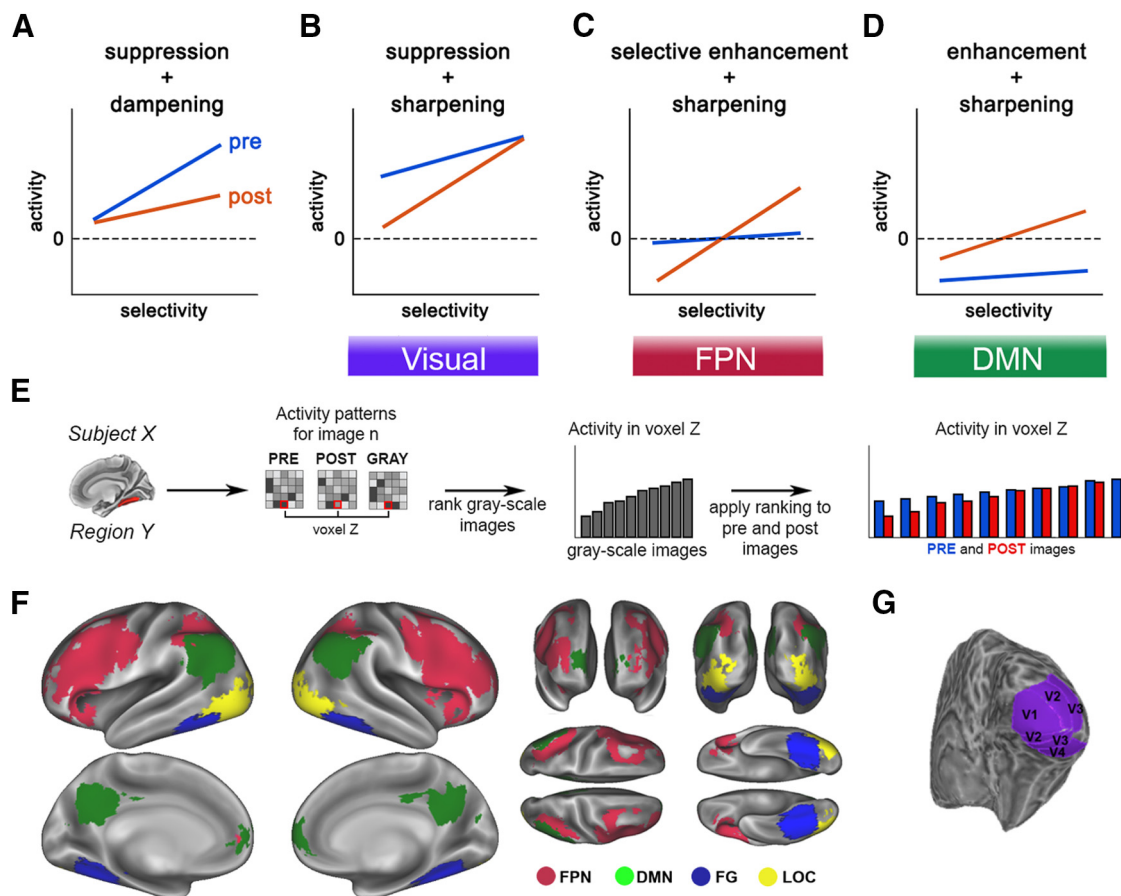 A
suppression
+
dampening
activity
0
pre
post
selectivity
B
suppression
+
sharpening
activity
0
selectivity
Visual
C
selective enhancement
+
sharpening
activity
0
selectivity
FPN
D
enhancement
+
sharpening
activity
0
selectivity
DMN
E
Subject X
Region Y
Activity patterns
for image n
PRE POST GRAY
voxel Z
rank gray-scale
images
Activity in voxel Z
gray-scale images
apply ranking to
pre and post
images
Activity in voxel Z
PRE and POST images
F
FPN DMN FG LOC
G
V2
V3
V1
V2
V3
V4